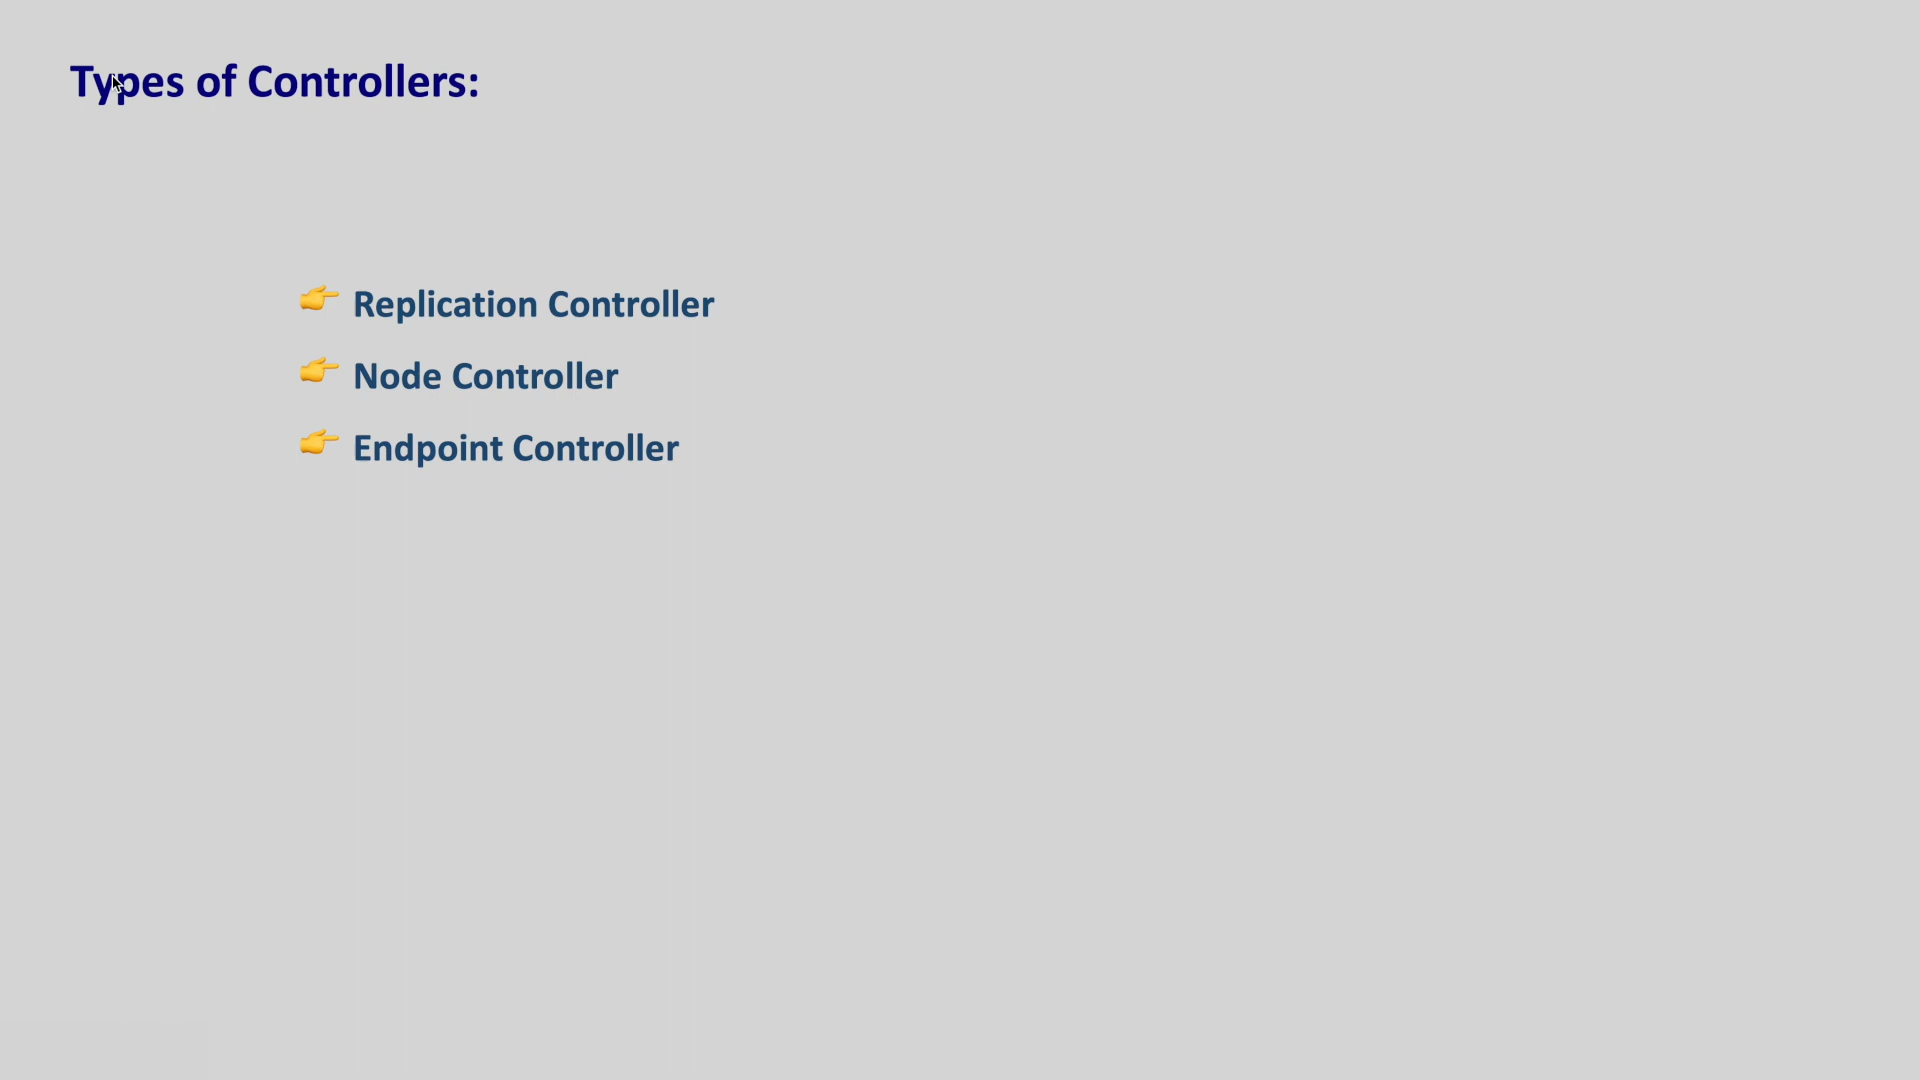 Types of Controllers:
👉 Replication Controller
👉 Node Controller
👉 Endpoint Controller